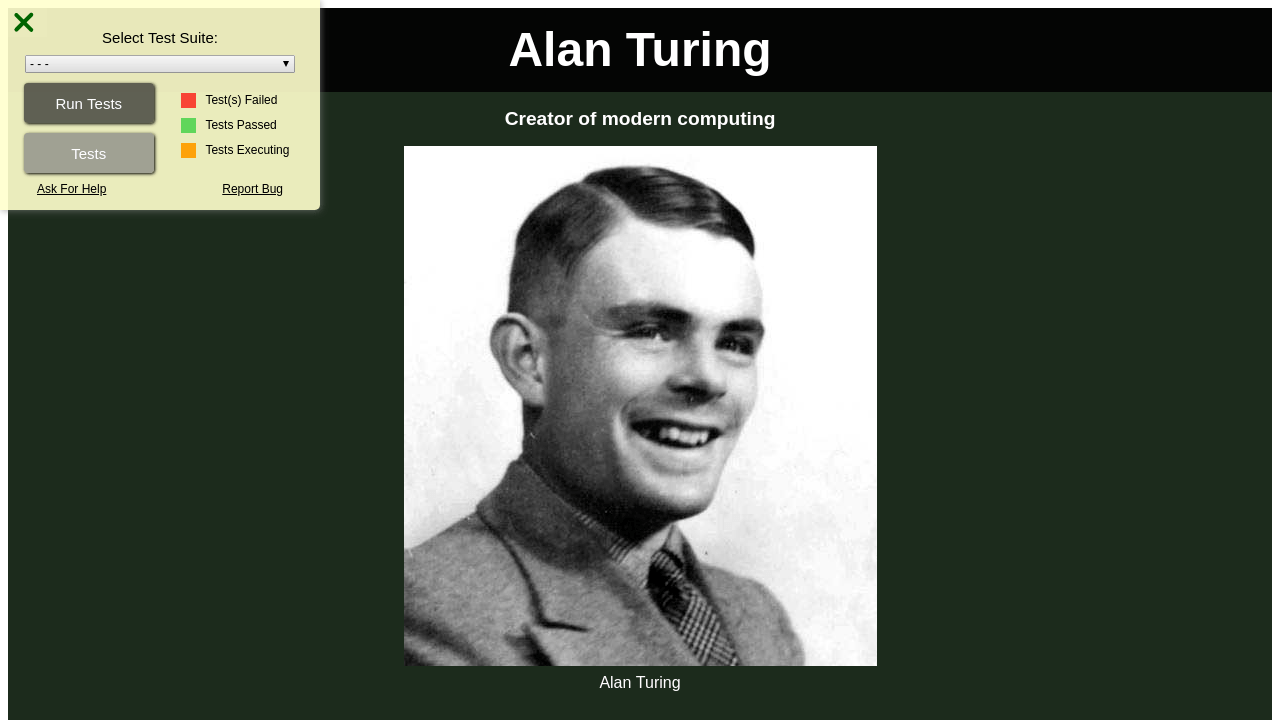 Select Test Suite:
- - -
Run Tests
Tests
Test(s) Failed
Tests Passed
Tests Executing
Ask For Help
Report Bug
Alan Turing
Creator of modern computing
Alan Turing